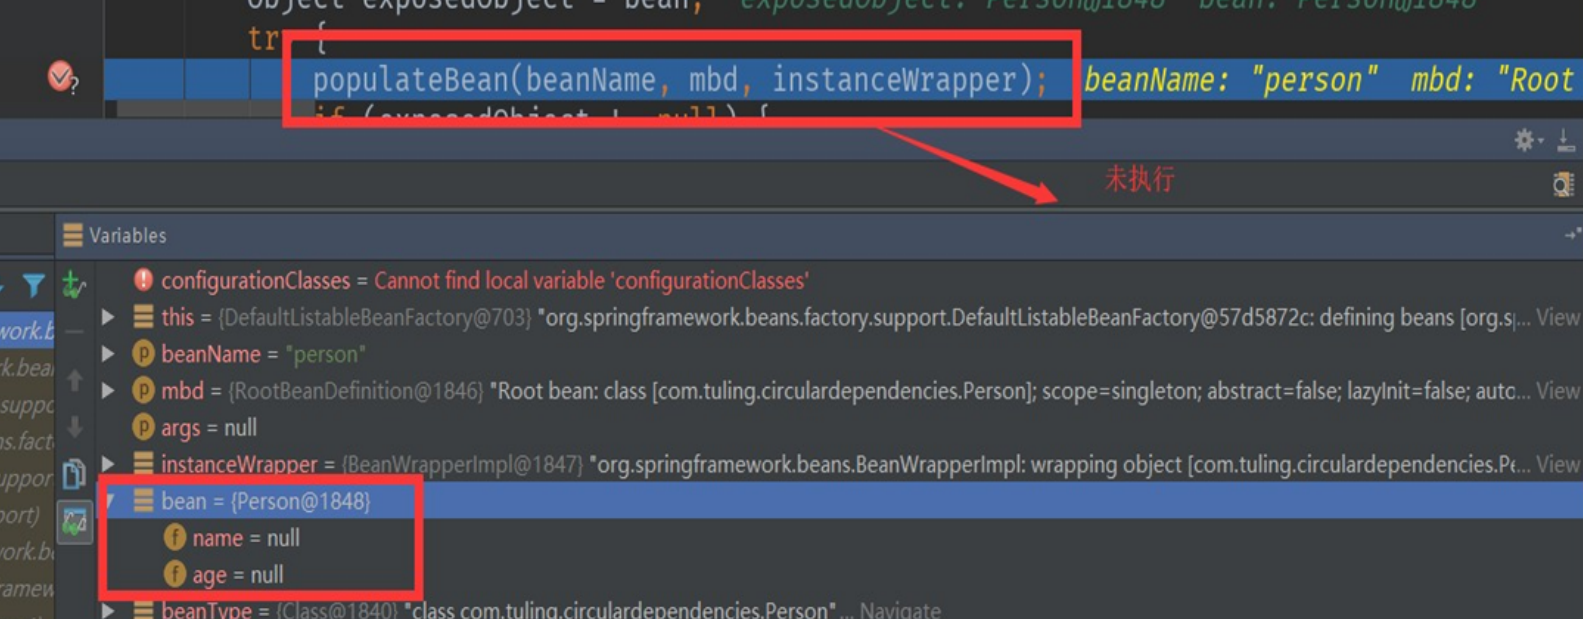 Object exposedObject = bean; exposedObject: Person@1848 bean: Person@1848
try {
populateBean(beanName, mbd, instanceWrapper); beanName: "person" mbd: "Root
if (exposedObject != null) {
未执行
Variables
configurationClasses = Cannot find local variable 'configurationClasses'
this = {DefaultListableBeanFactory@703} "org.springframework.beans.factory.support.DefaultListableBeanFactory@57d5872c: defining beans [org.s... View
work.b
beanName = "person"
k.bea
mbd = {RootBeanDefinition@1846} "Root bean: class [com.tuling.circulardependencies.Person]; scope=singleton; abstract=false; lazyInit=false; autc... View
suppo
args = null
ns.fact
instanceWrapper = {BeanWrapperImpl@1847} "org.springframework.beans.BeanWrapperImpl: wrapping object [com.tuling.circulardependencies.Pe... View
uppor
bean = {Person@1848}
port)
name = null
work.b
age = null
ramew
beanType = {Class@1840} "class com.tuling.circulardependencies.Person" ... Navigate